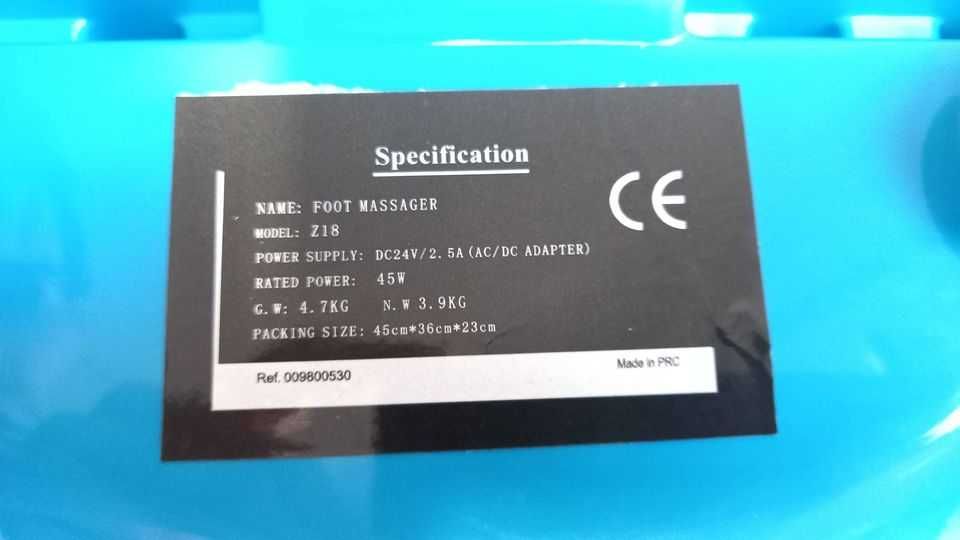 Specification
CE
NAME: FOOT MASSAGER
MODEL: Z18
POWER SUPPLY: DC24V/2.5A (AC/DC ADAPTER)
RATED POWER: 45W
G.W: 4.7KG N.W 3.9KG
PACKING SIZE: 45cm*36cm*23cm
Ref. 009800530 Made in PRC